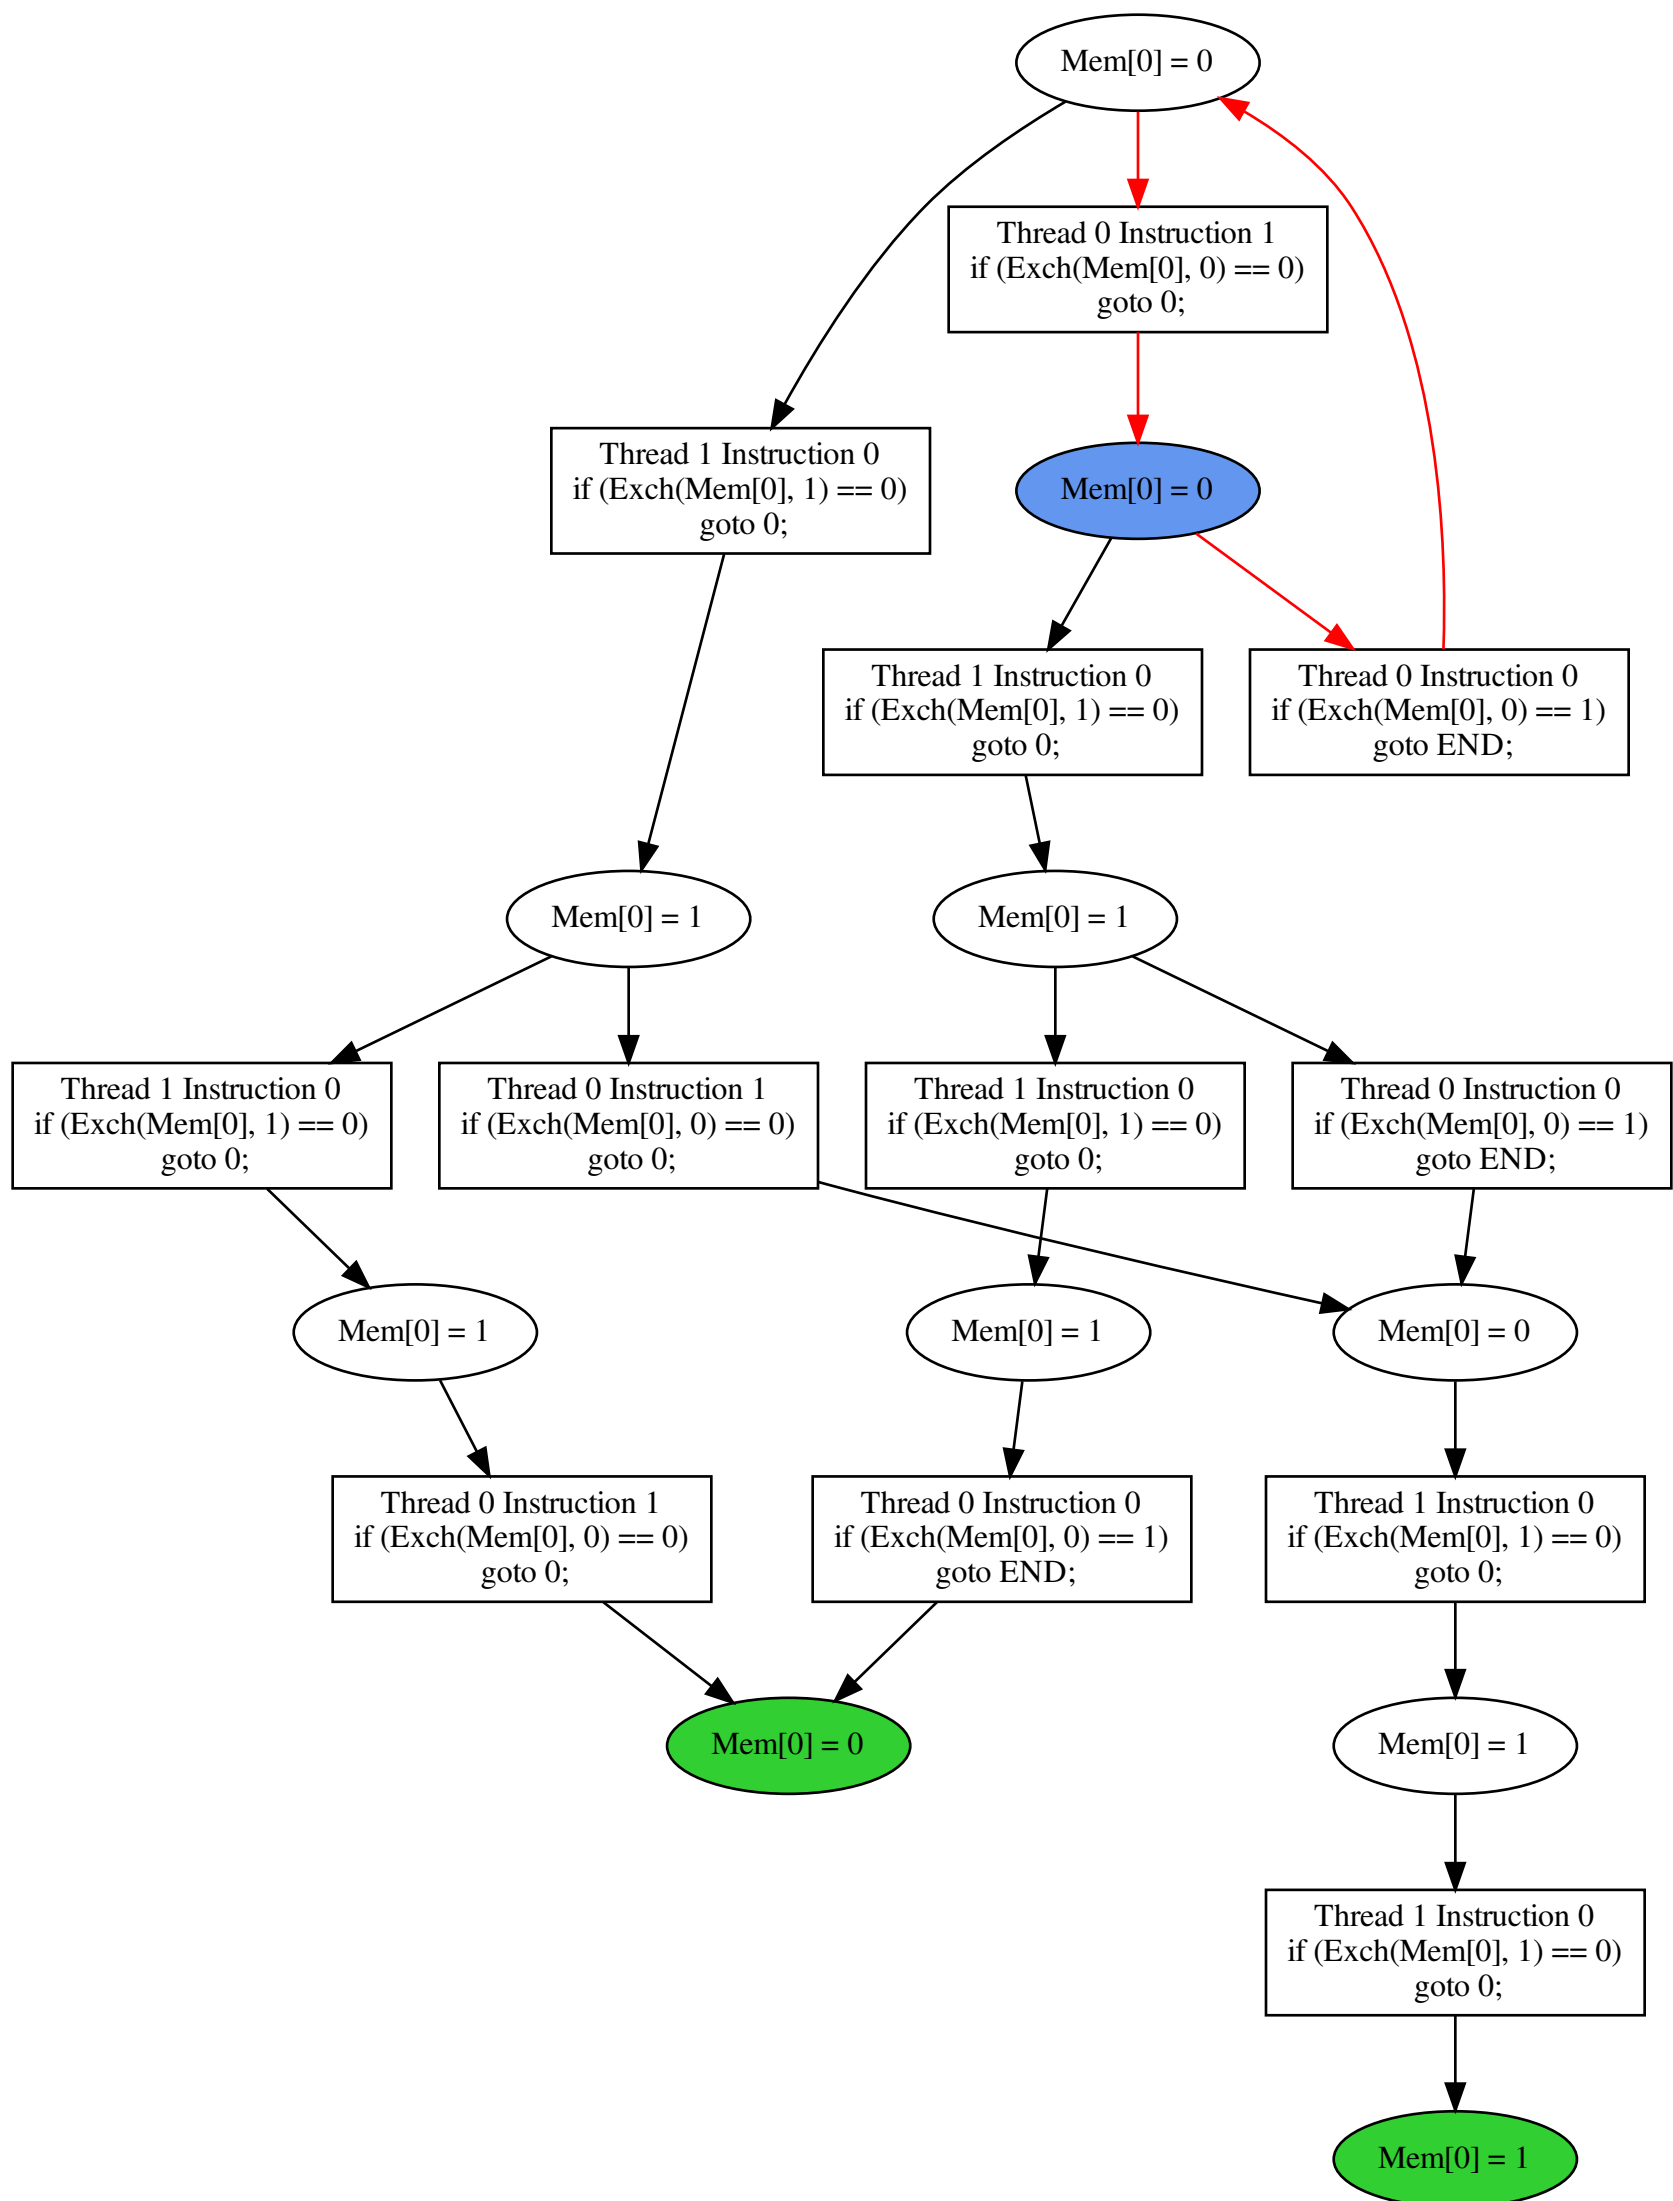 Mem[0] = 0
Thread 0 Instruction 1
if (Exch(Mem[0], 0) == 0)
goto 0;
Thread 1 Instruction 0
if (Exch(Mem[0], 1) == 0)
goto 0;
Mem[0] = 0
Thread 1 Instruction 0
if (Exch(Mem[0], 1) == 0)
goto 0;
Thread 0 Instruction 0
if (Exch(Mem[0], 0) == 1)
goto END;
Mem[0] = 1
Mem[0] = 1
Thread 1 Instruction 0
if (Exch(Mem[0], 1) == 0)
goto 0;
Thread 0 Instruction 1
if (Exch(Mem[0], 0) == 0)
goto 0;
Thread 1 Instruction 0
if (Exch(Mem[0], 1) == 0)
goto 0;
Thread 0 Instruction 0
if (Exch(Mem[0], 0) == 1)
goto END;
Mem[0] = 1
Mem[0] = 1
Mem[0] = 0
Thread 0 Instruction 1
if (Exch(Mem[0], 0) == 0)
goto 0;
Thread 0 Instruction 0
if (Exch(Mem[0], 0) == 1)
goto END;
Thread 1 Instruction 0
if (Exch(Mem[0], 1) == 0)
goto 0;
Mem[0] = 0
Mem[0] = 1
Thread 1 Instruction 0
if (Exch(Mem[0], 1) == 0)
goto 0;
Mem[0] = 1